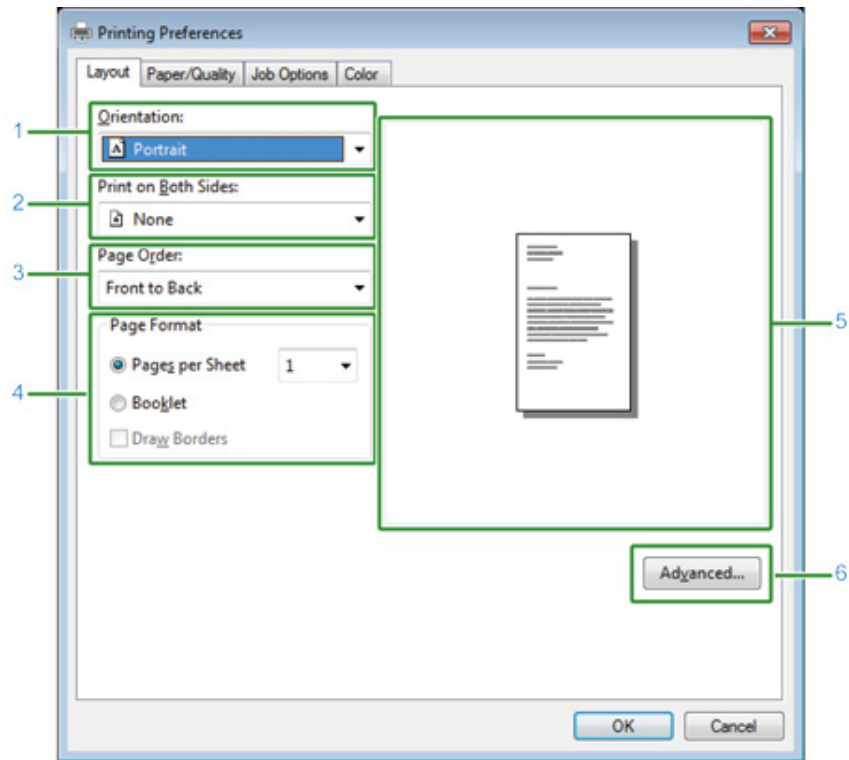 Printing Preferences
Layout Paper/Quality Job Options Color
1
Orientation:
Portrait
2
Print on Both Sides:
None
3
Page Order:
Front to Back
4
Page Format
Pages per Sheet 1
Booklet
Draw Borders
5
Advanced...
6
OK Cancel